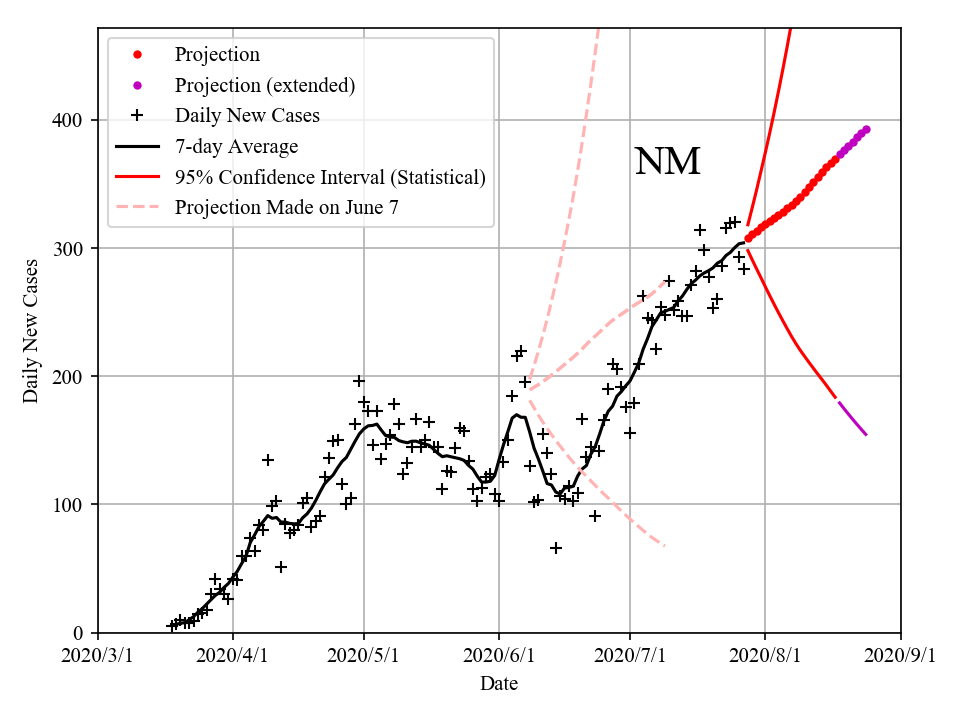 Projection
Projection (extended)
Daily New Cases
7-day Average
95% Confidence Interval (Statistical)
Projection Made on June 7
NM
400
300
200
100
0
Daily New Cases
2020/3/1 2020/4/1 2020/5/1 2020/6/1 2020/7/1 2020/8/1 2020/9/1
Date